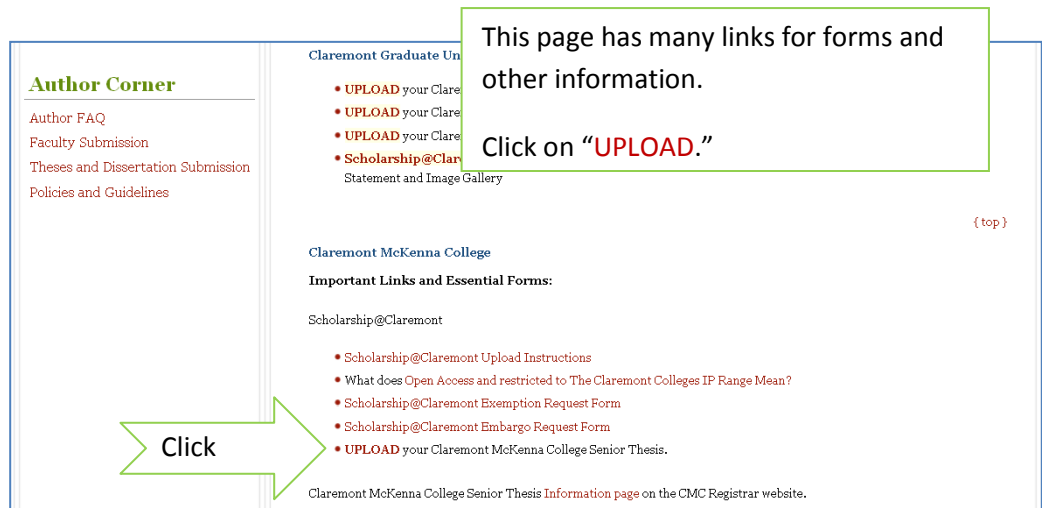 This page has many links for forms and
other information.
Click on “UPLOAD.”
Author Corner
Author FAQ
Faculty Submission
Theses and Dissertation Submission
Policies and Guidelines
Claremont Graduate Un
• UPLOAD your Clare
• UPLOAD your Clare
• UPLOAD your Clare
• Scholarship@Clar
Statement and Image Gallery
{ top }
Claremont McKenna College
Important Links and Essential Forms:
Scholarship@Claremont
• Scholarship@Claremont Upload Instructions
• What does Open Access and restricted to The Claremont Colleges IP Range Mean?
• Scholarship@Claremont Exemption Request Form
• Scholarship@Claremont Embargo Request Form
Click
• UPLOAD your Claremont McKenna College Senior Thesis.
Claremont McKenna College Senior Thesis Information page on the CMC Registrar website.